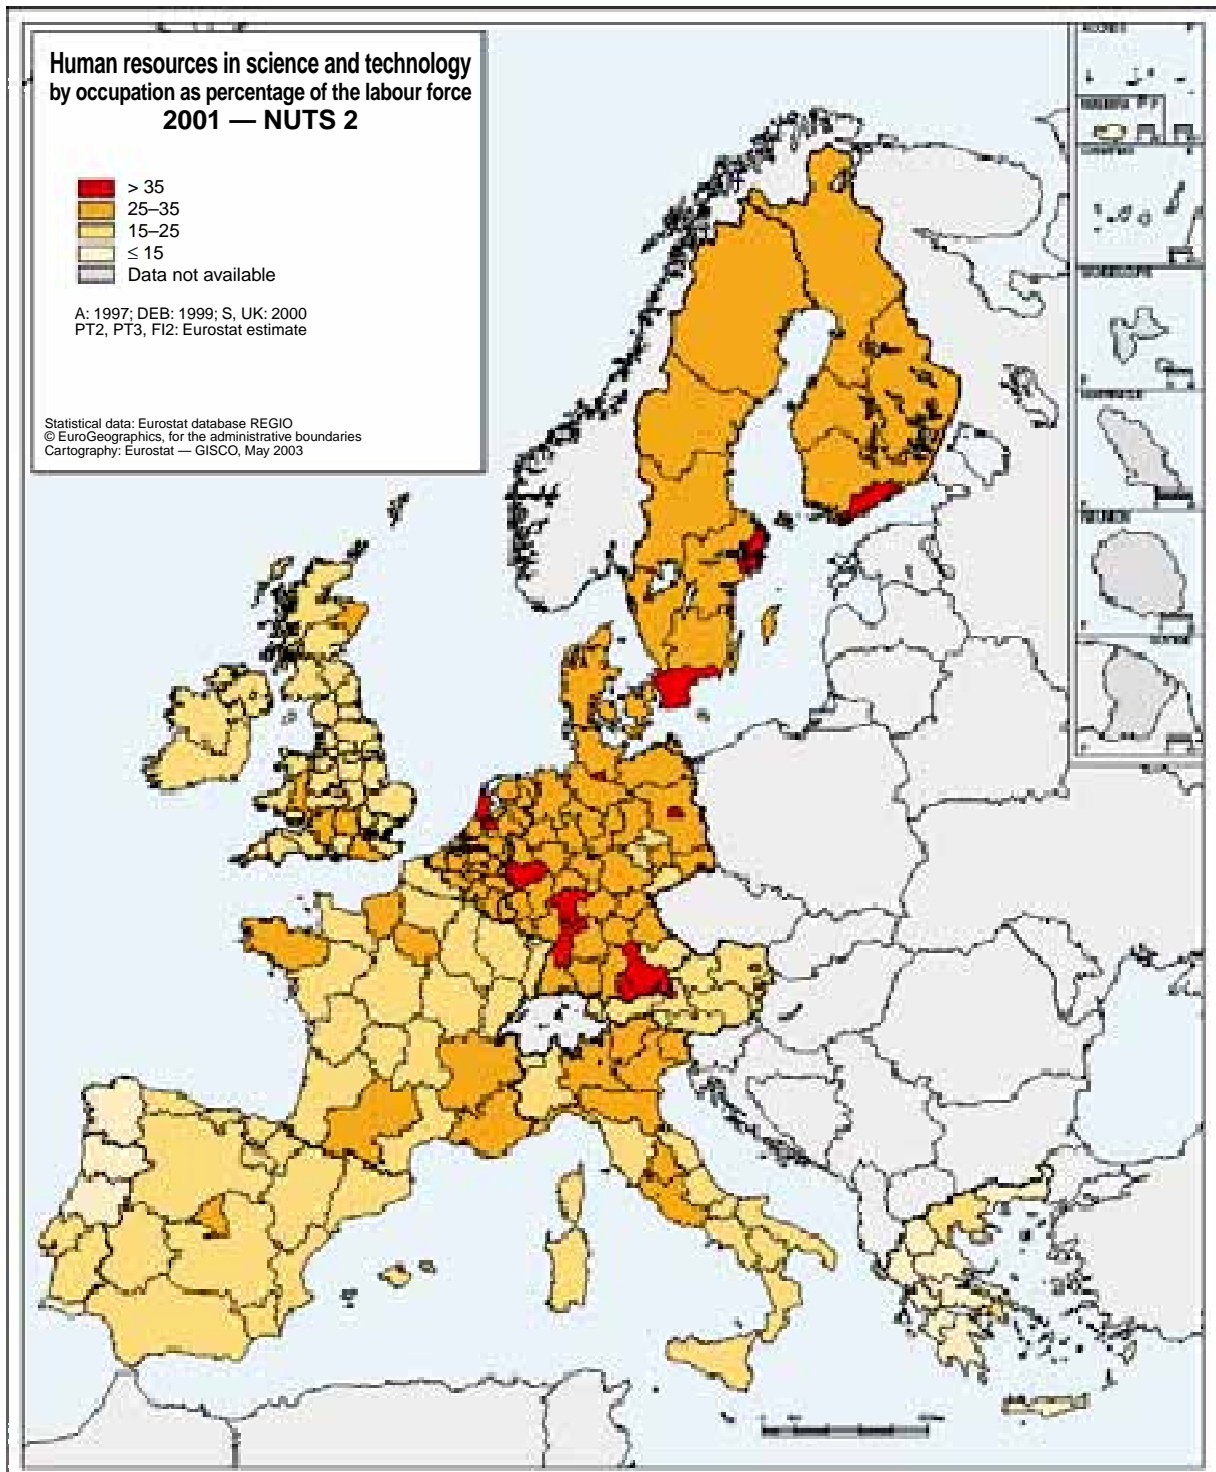 Human resources in science and technology
by occupation as percentage of the labour force
2001 — NUTS 2
> 35
25–35
15–25
≤ 15
Data not available
A: 1997; DEB: 1999; S, UK: 2000
PT2, PT3, FI2: Eurostat estimate
Statistical data: Eurostat database REGIO
© EuroGeographics, for the administrative boundaries
Cartography: Eurostat — GISCO, May 2003